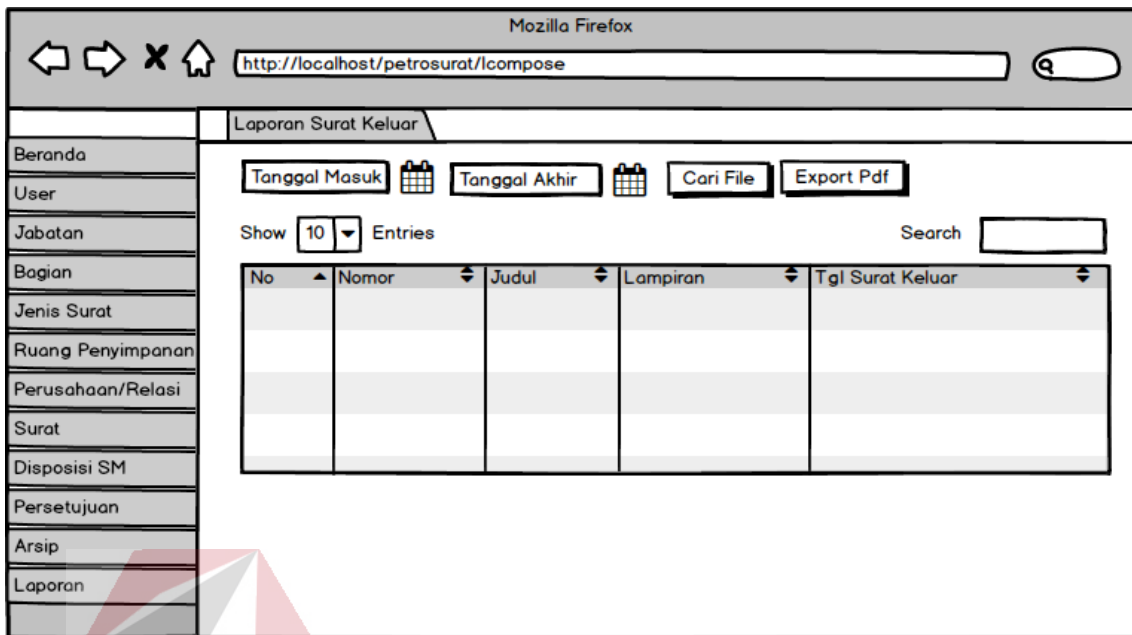 Mozilla Firefox
http://localhost/petrosurat/lcompose
Laporan Surat Keluar
Beranda
User
Jabatan
Bagian
Jenis Surat
Ruang Penyimpanan
Perusahaan/Relasi
Surat
Disposisi SM
Persetujuan
Arsip
Laporan
Tanggal Masuk Tanggal Akhir Cari File Export Pdf
Show 10 Entries Search
No Nomor Judul Lampiran Tgl Surat Keluar